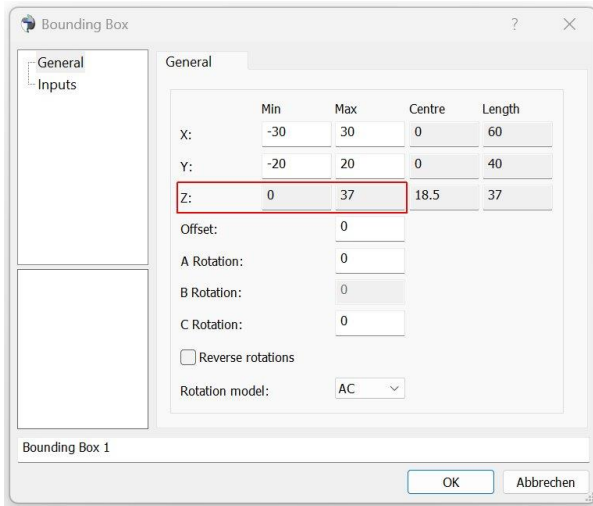 Bounding Box ?
General
Inputs
General
Min Max Centre Length
X: -30 30 0 60
Y: -20 20 0 40
Z: 0 37 18.5 37
Offset: 0
A Rotation: 0
B Rotation: 0
C Rotation: 0
Reverse rotations
Rotation model: AC
Bounding Box 1
OK Abbrechen